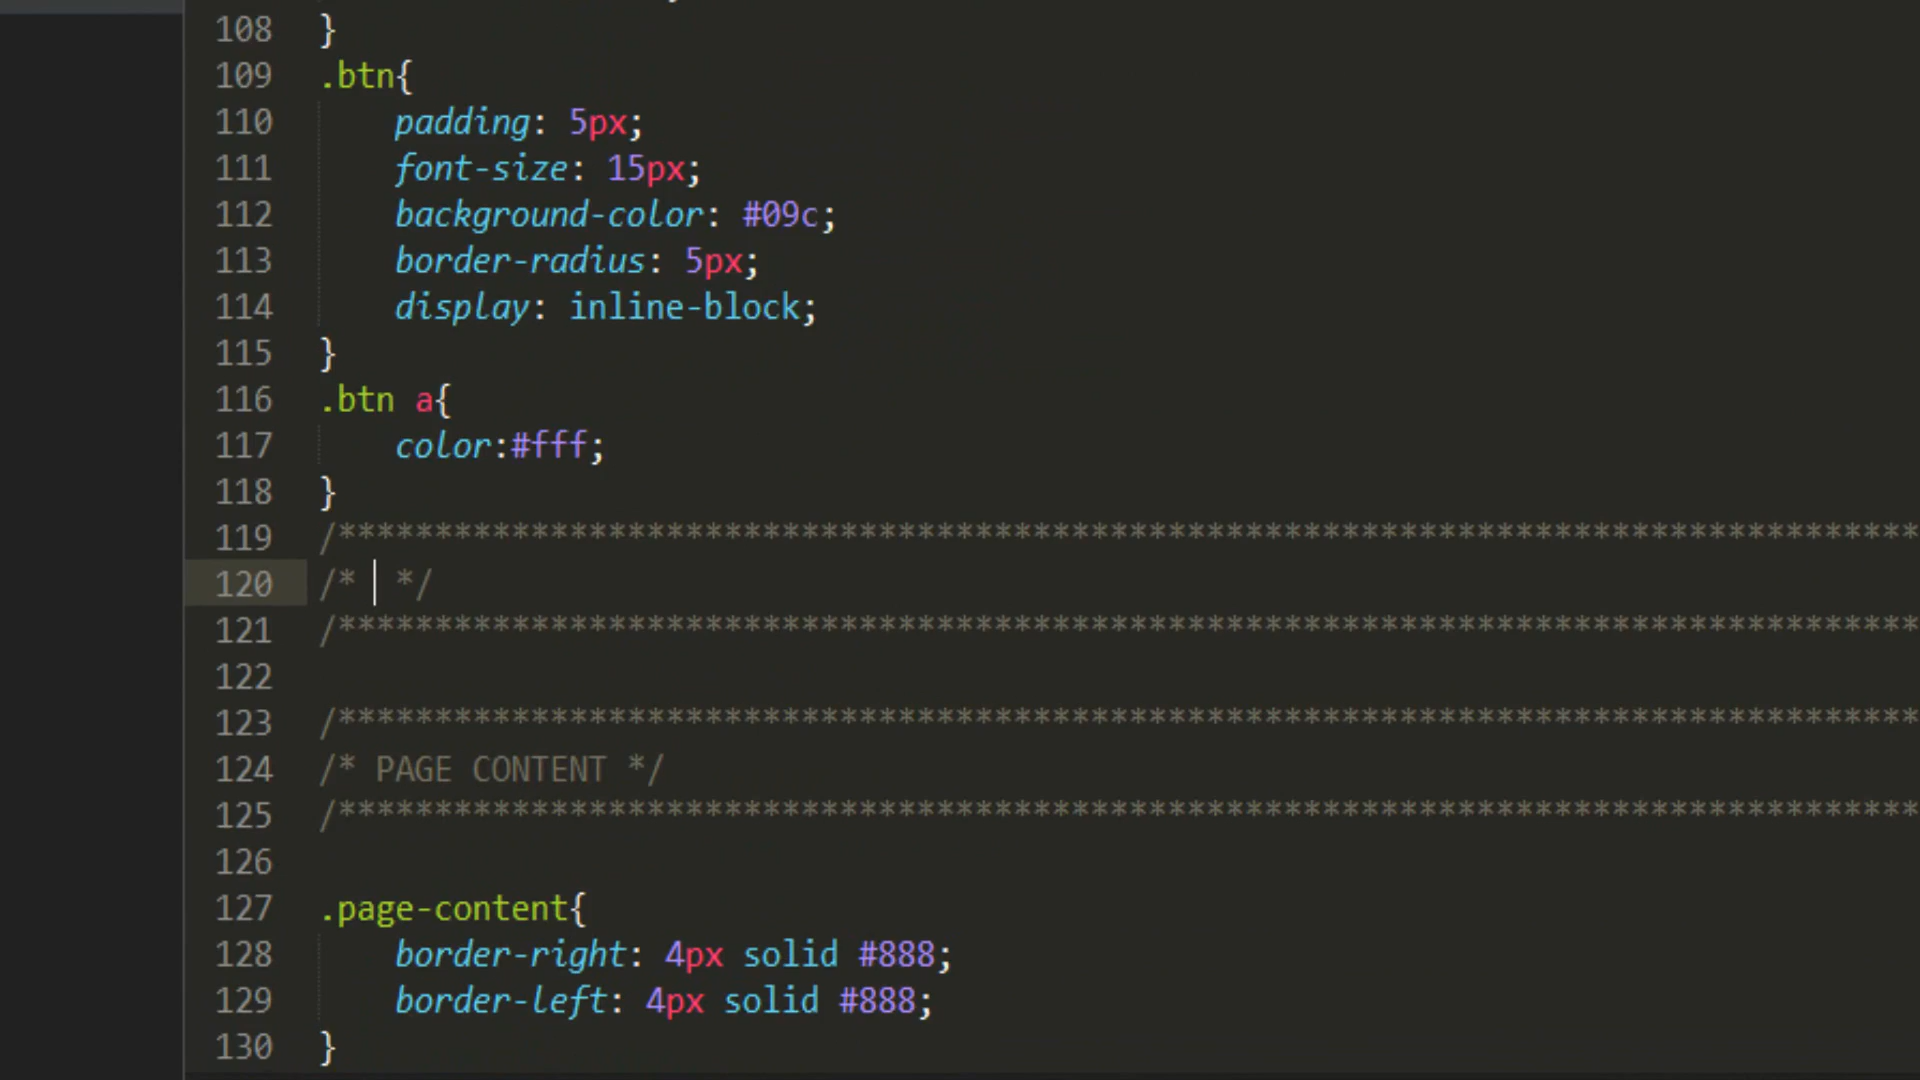 108 }
109 .btn{
110 padding: 5px;
111 font-size: 15px;
112 background-color: #09c;
113 border-radius: 5px;
114 display: inline-block;
115 }
116 .btn a{
117 color:#fff;
118 }
119 /**********************************************************************************
120 /* */
121 /**********************************************************************************
122
123 /**********************************************************************************
124 /* PAGE CONTENT */
125 /**********************************************************************************
126
127 .page-content{
128 border-right: 4px solid #888;
129 border-left: 4px solid #888;
130 }